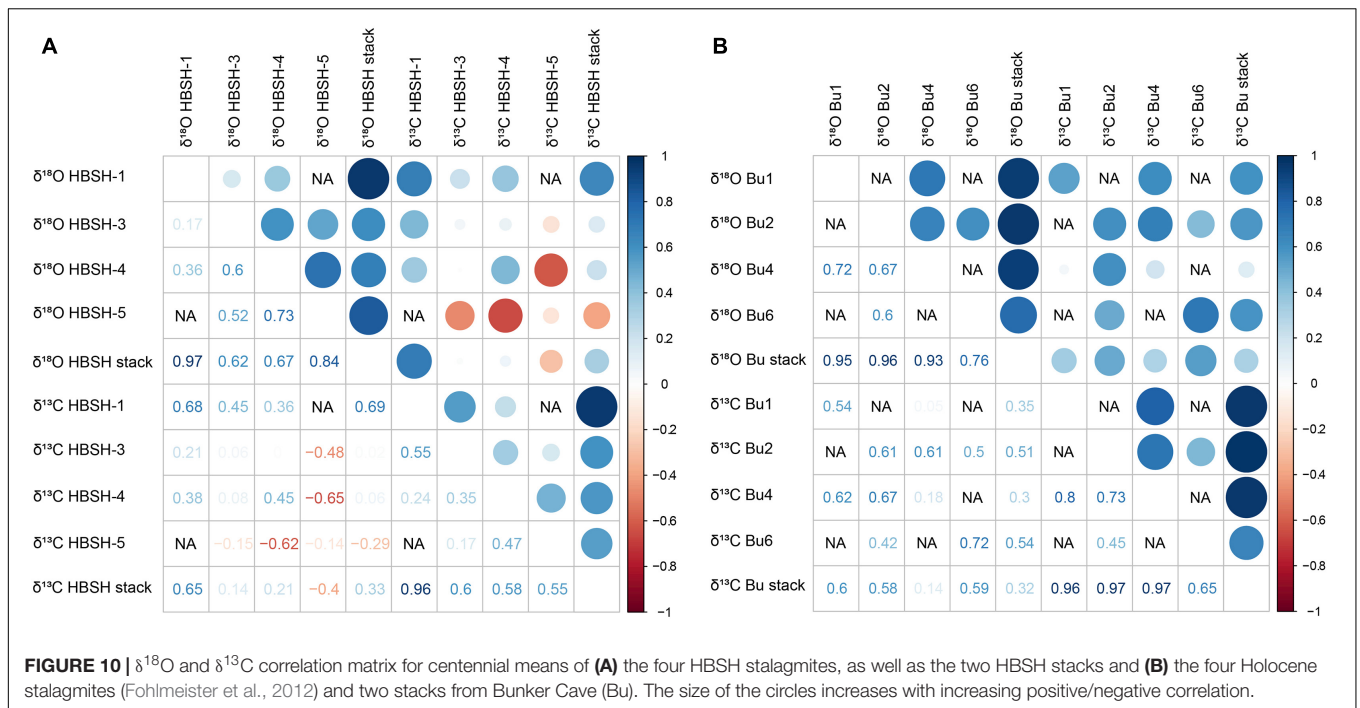 A
δ¹⁸O HBSH-1 δ¹⁸O HBSH-3 δ¹⁸O HBSH-4 δ¹⁸O HBSH-5 δ¹⁸O HBSH stack δ¹³C HBSH-1 δ¹³C HBSH-3 δ¹³C HBSH-4 δ¹³C HBSH-5 δ¹³C HBSH stack
δ¹⁸O HBSH-1 NA NA
δ¹⁸O HBSH-3 0.17
δ¹⁸O HBSH-4 0.36 0.6
δ¹⁸O HBSH-5 NA 0.52 0.73 NA
δ¹⁸O HBSH stack 0.97 0.62 0.67 0.84
δ¹³C HBSH-1 0.68 0.45 0.36 NA 0.69 NA
δ¹³C HBSH-3 0.21 0.08 0 −0.48 0.02 0.55
δ¹³C HBSH-4 0.38 0.08 0.45 −0.65 0.06 0.24 0.35
δ¹³C HBSH-5 NA −0.15 −0.62 −0.14 −0.29 NA 0.17 0.47
δ¹³C HBSH stack 0.65 0.14 0.21 −0.4 0.33 0.96 0.6 0.58 0.55
1
0.8
0.6
0.4
0.2
0
−0.2
−0.4
−0.6
−0.8
−1
B
δ¹⁸O Bu1 δ¹⁸O Bu2 δ¹⁸O Bu4 δ¹⁸O Bu6 δ¹⁸O Bu stack δ¹³C Bu1 δ¹³C Bu2 δ¹³C Bu4 δ¹³C Bu6 δ¹³C Bu stack
δ¹⁸O Bu1 NA NA NA NA
δ¹⁸O Bu2 NA NA
δ¹⁸O Bu4 0.72 0.67 NA NA
δ¹⁸O Bu6 NA 0.6 NA NA NA
δ¹⁸O Bu stack 0.95 0.96 0.93 0.76
δ¹³C Bu1 0.54 NA 0.05 NA 0.35 NA NA
δ¹³C Bu2 NA 0.61 0.61 0.5 0.51 NA
δ¹³C Bu4 0.62 0.67 0.18 NA 0.3 0.8 0.73 NA
δ¹³C Bu6 NA 0.42 NA 0.72 0.54 NA 0.45 NA
δ¹³C Bu stack 0.6 0.58 0.14 0.59 0.32 0.96 0.97 0.97 0.65
1
0.8
0.6
0.4
0.2
0
−0.2
−0.4
−0.6
−0.8
−1
FIGURE 10 | δ¹⁸O and δ¹³C correlation matrix for centennial means of (A) the four HBSH stalagmites, as well as the two HBSH stacks and (B) the four Holocene
stalagmites (Fohlmeister et al., 2012) and two stacks from Bunker Cave (Bu). The size of the circles increases with increasing positive/negative correlation.